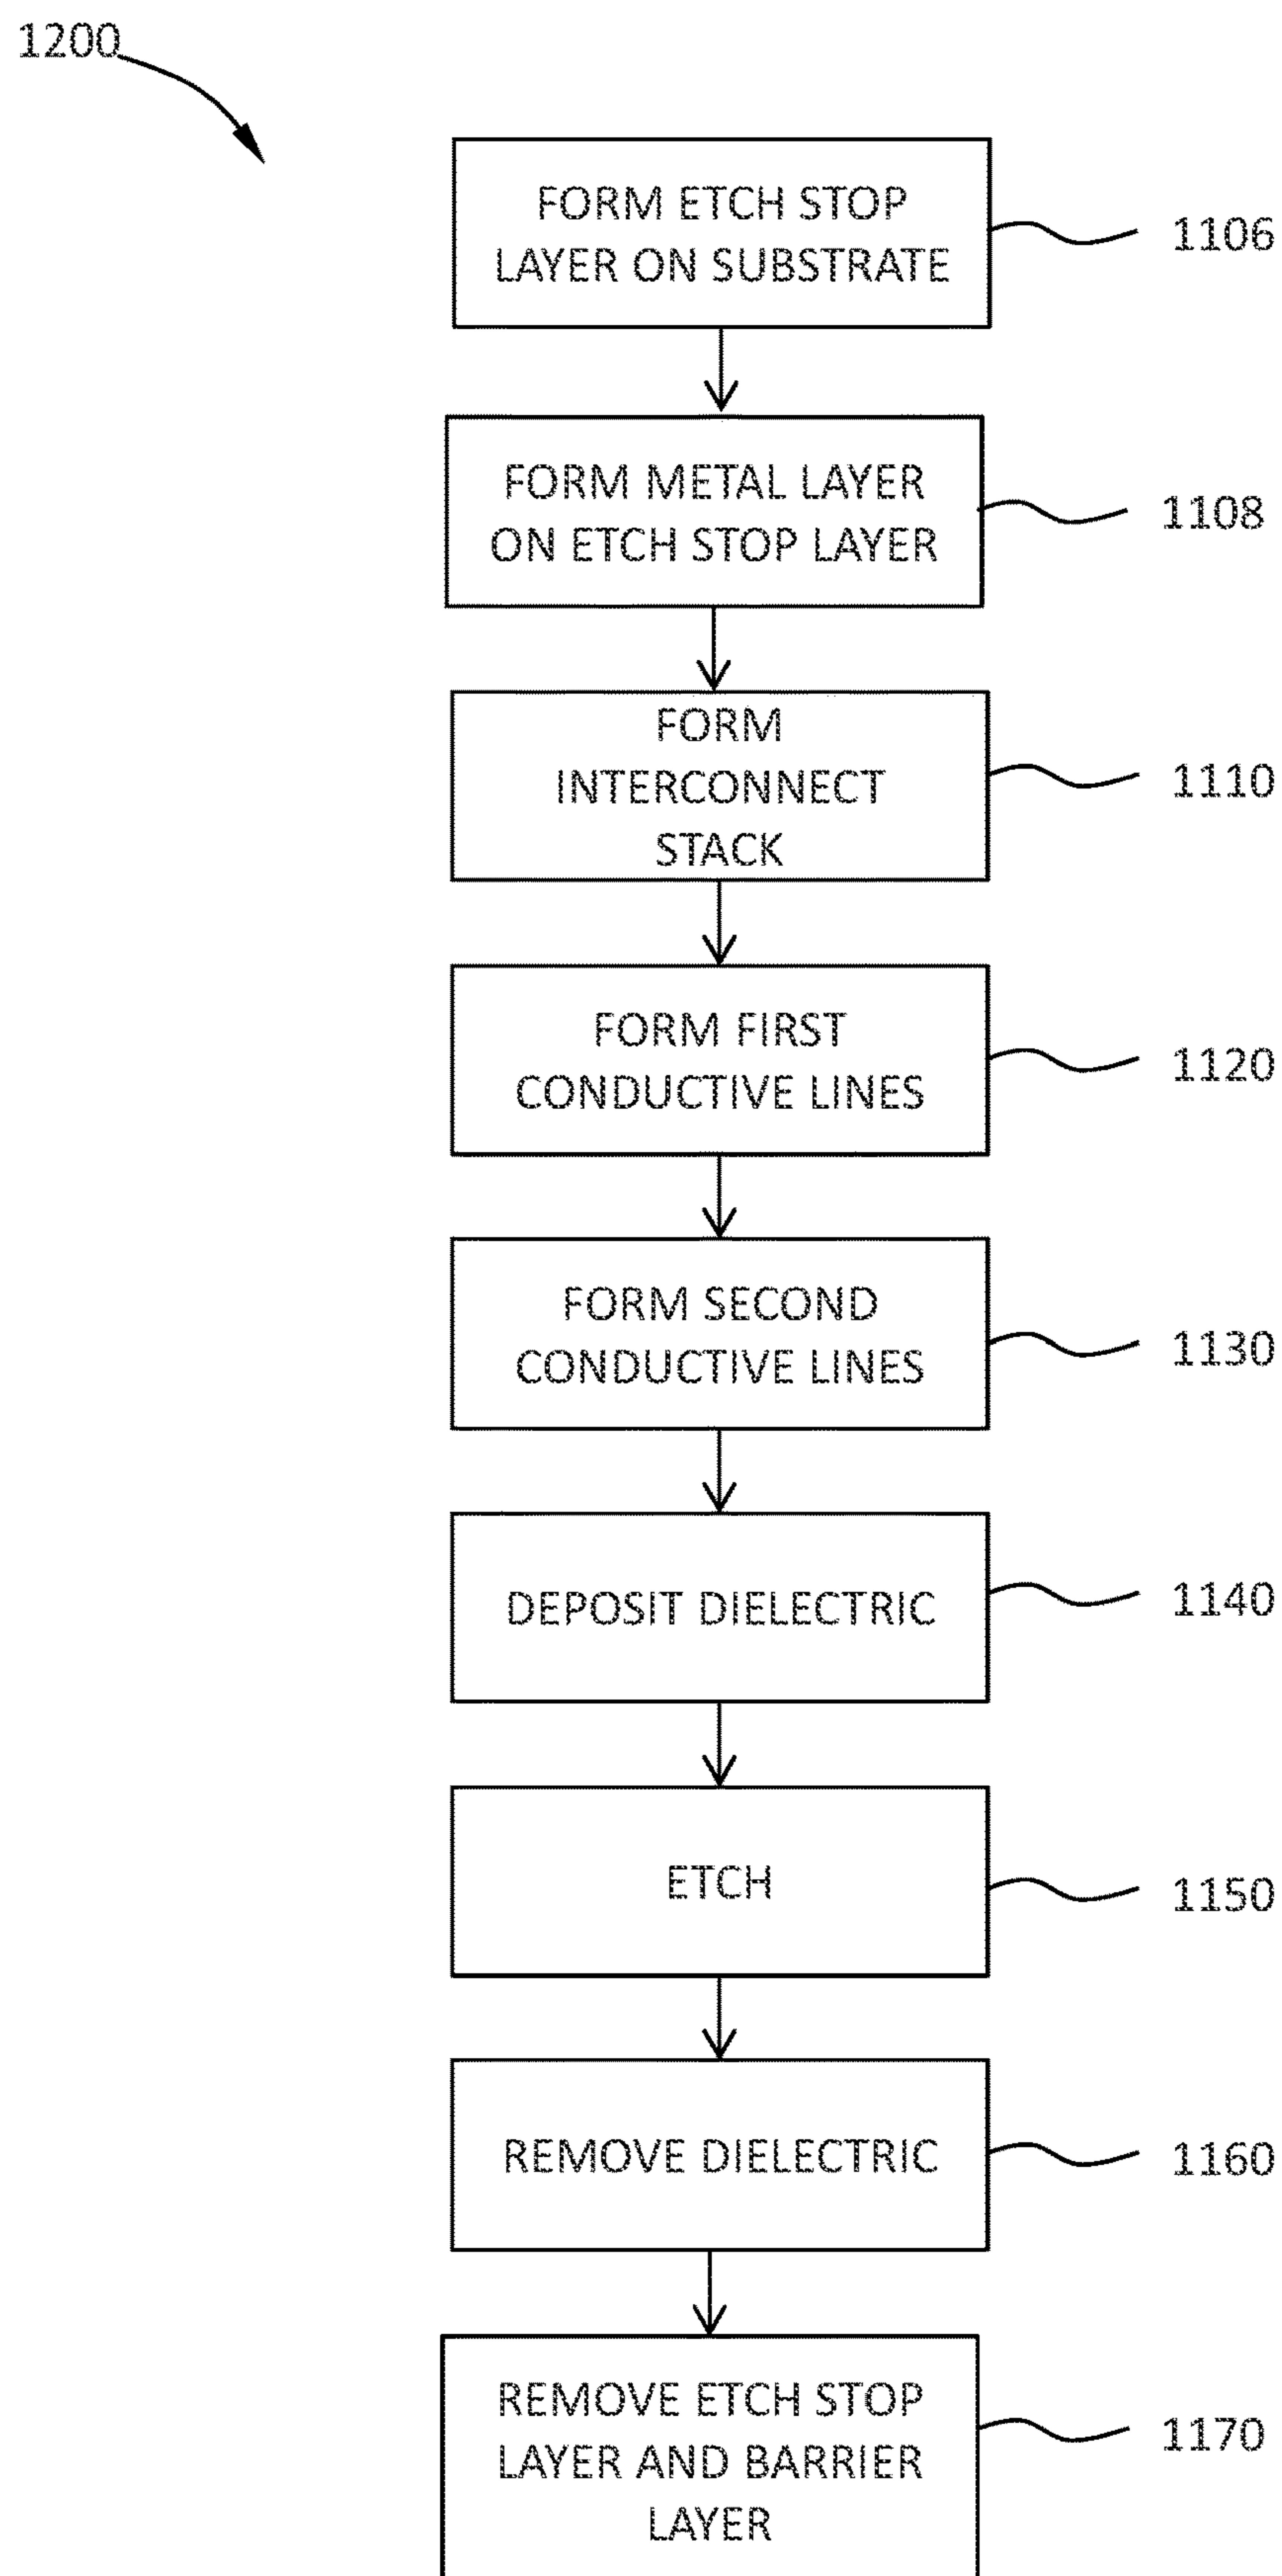 1200
FORM ETCH STOP
LAYER ON SUBSTRATE
1106
FORM METAL LAYER
ON ETCH STOP LAYER
1108
FORM
INTERCONNECT
STACK
1110
FORM FIRST
CONDUCTIVE LINES
1120
FORM SECOND
CONDUCTIVE LINES
1130
DEPOSIT DIELECTRIC
1140
ETCH
1150
REMOVE DIELECTRIC
1160
REMOVE ETCH STOP
LAYER AND BARRIER
LAYER
1170